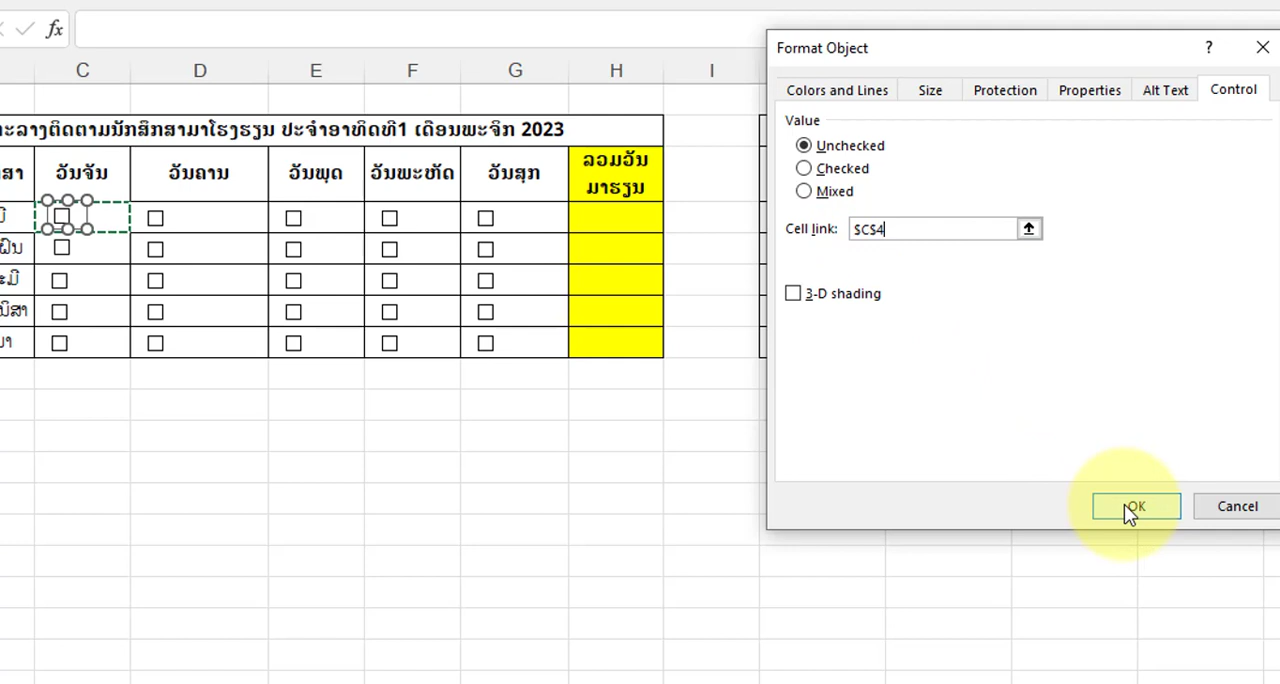 fx
Format Object
?
C D E F G H I
Colors and Lines Size Protection Properties Alt Text Control
Value
Unchecked
Checked
Mixed
Cell link: $C$4
3-D shading
OK Cancel
ຕິດຕາມນັກສຶກສາມາໂຮງຮຽນ ປະຈຳອາທິດທີ1 ເດືອນພະຈິກ 2023
ວັນຈັນ ວັນຄານ ວັນພຸດ ວັນພະຫັດ ວັນສຸກ
ລວມວັນ
ມາຮຽນ